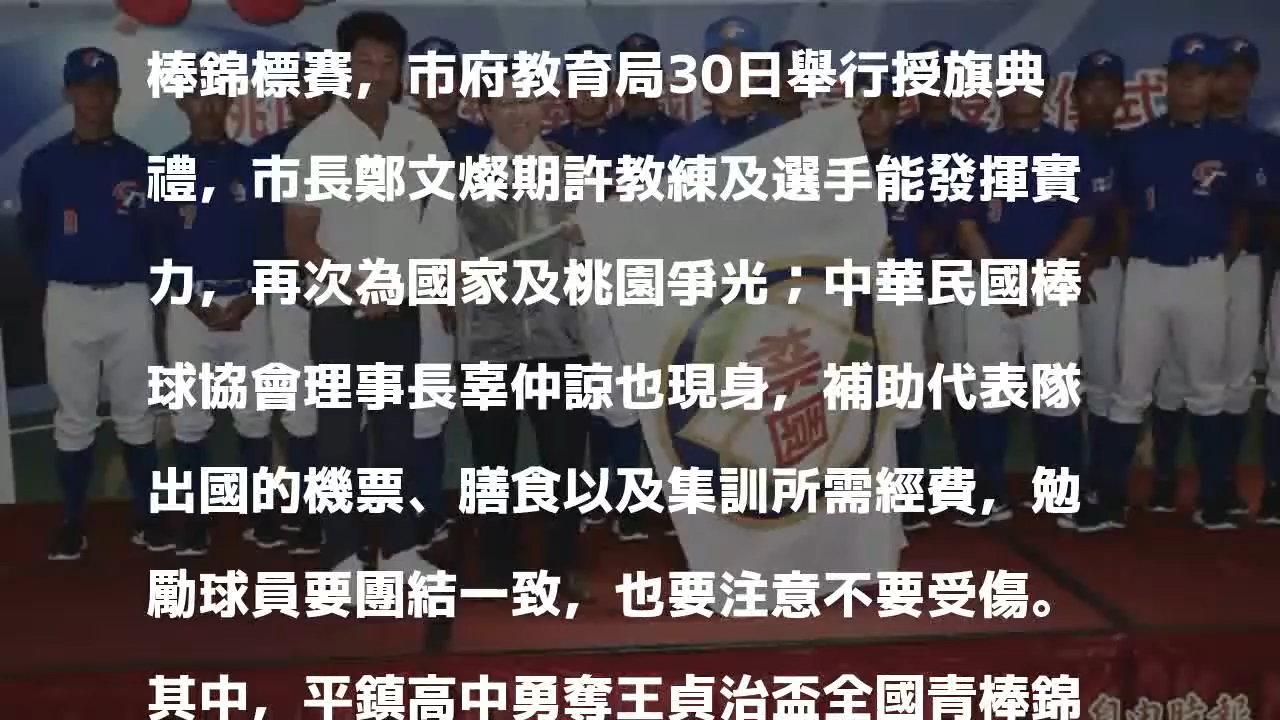 棒錦標賽，市府教育局30日舉行授旗典
禮，市長鄭文燦期許教練及選手能發揮實
力，再次為國家及桃園爭光；中華民國棒
球協會理事長辜仲諒也現身，補助代表隊
出國的機票、膳食以及集訓所需經費，勉
勵球員要團結一致，也要注意不要受傷。
其中，平鎮高中勇奪王貞治盃全國青棒錦
自由時報